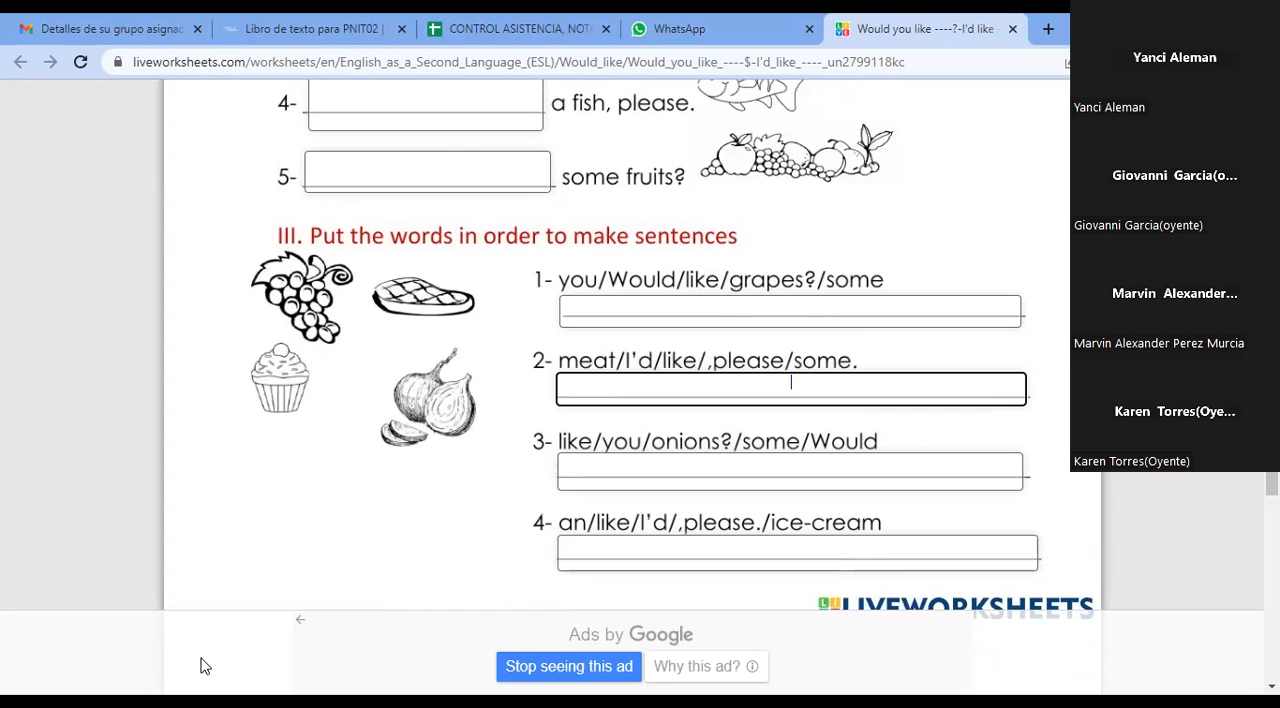 Detalles de su grupo asignac
Libro de texto para PNIT02 |
CONTROL ASISTENCIA, NOTA
WhatsApp
Would you like ----?-I'd like -
liveworksheets.com/worksheets/en/English_as_a_Second_Language_(ESL)/Would_like/Would_you_like_----$-I'd_like_----_un2799118kc
Yanci Aleman
Yanci Aleman
Giovanni Garcia(o...
Giovanni Garcia(oyente)
Marvin Alexander...
Marvin Alexander Perez Murcia
Karen Torres(Oye...
Karen Torres(Oyente)
4- a fish, please.
5- some fruits?
III. Put the words in order to make sentences
1- you/Would/like/grapes?/some
2- meat/I'd/like/,please/some.
3- like/you/onions?/some/Would
4- an/like/I'd/,please./ice-cream
LIVEWORKSHEETS
Ads by Google
Stop seeing this ad
Why this ad?